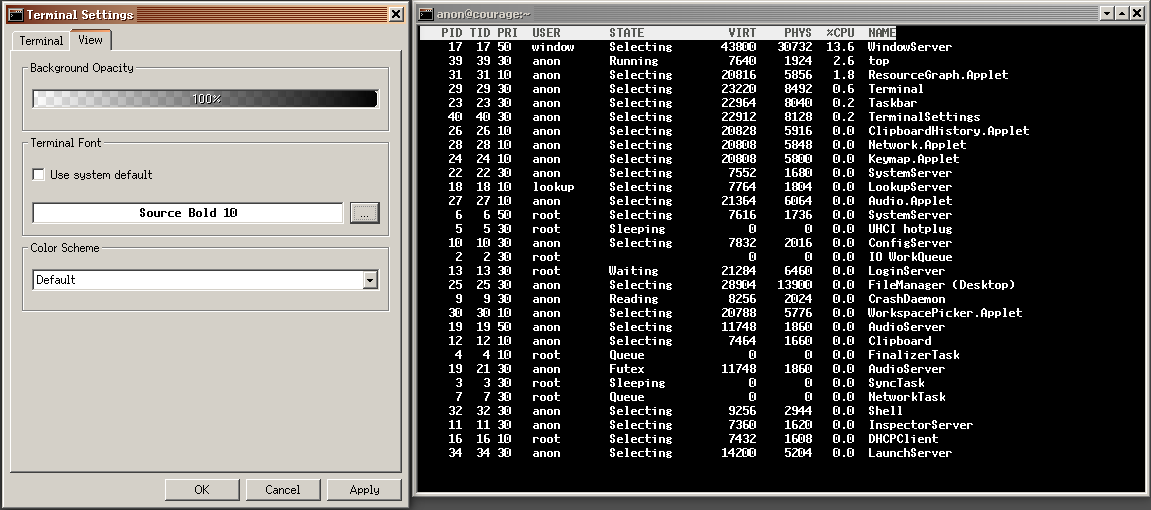 Terminal Settings
Terminal
View
Background Opacity
100%
Terminal Font
Use system default
Source Bold 10
...
Color Scheme
Default
OK
Cancel
Apply
anon@courage:~
PID TID PRI USER STATE VIRT PHYS %CPU NAME
17 17 50 window Selecting 43800 30732 13.6 WindowServer
39 39 30 anon Running 7640 1924 2.6 top
31 31 10 anon Selecting 20816 5856 1.8 ResourceGraph.Applet
29 29 30 anon Selecting 23220 8492 0.6 Terminal
23 23 30 anon Selecting 22964 8040 0.2 Taskbar
40 40 30 anon Selecting 22912 8128 0.2 TerminalSettings
26 26 10 anon Selecting 20828 5916 0.0 ClipboardHistory.Applet
28 28 10 anon Selecting 20808 5848 0.0 Network.Applet
24 24 10 anon Selecting 20808 5800 0.0 Keymap.Applet
22 22 30 anon Selecting 7552 1680 0.0 SystemServer
18 18 10 lookup Selecting 7764 1804 0.0 LookupServer
27 27 10 anon Selecting 21364 6064 0.0 Audio.Applet
6 6 50 root Selecting 7616 1736 0.0 SystemServer
5 5 30 root Sleeping 0 0 0.0 UHCI hotplug
10 10 30 anon Selecting 7832 2016 0.0 ConfigServer
2 2 30 root 0 0 0.0 IO WorkQueue
13 13 30 root Waiting 21284 6460 0.0 LoginServer
25 25 30 anon Selecting 28904 13900 0.0 FileManager (Desktop)
9 9 30 anon Reading 8256 2024 0.0 CrashDaemon
30 30 10 anon Selecting 20788 5776 0.0 WorkspacePicker.Applet
19 19 50 anon Selecting 11748 1860 0.0 AudioServer
12 12 10 anon Selecting 7464 1660 0.0 Clipboard
4 4 10 root Queue 0 0 0.0 FinalizerTask
19 21 30 anon Futex 11748 1860 0.0 AudioServer
3 3 30 root Sleeping 0 0 0.0 SyncTask
7 7 30 root Queue 0 0 0.0 NetworkTask
32 32 30 anon Selecting 9256 2944 0.0 Shell
11 11 30 anon Selecting 7360 1620 0.0 InspectorServer
16 16 10 root Selecting 7432 1608 0.0 DHCPClient
34 34 30 anon Selecting 14200 5204 0.0 LaunchServer